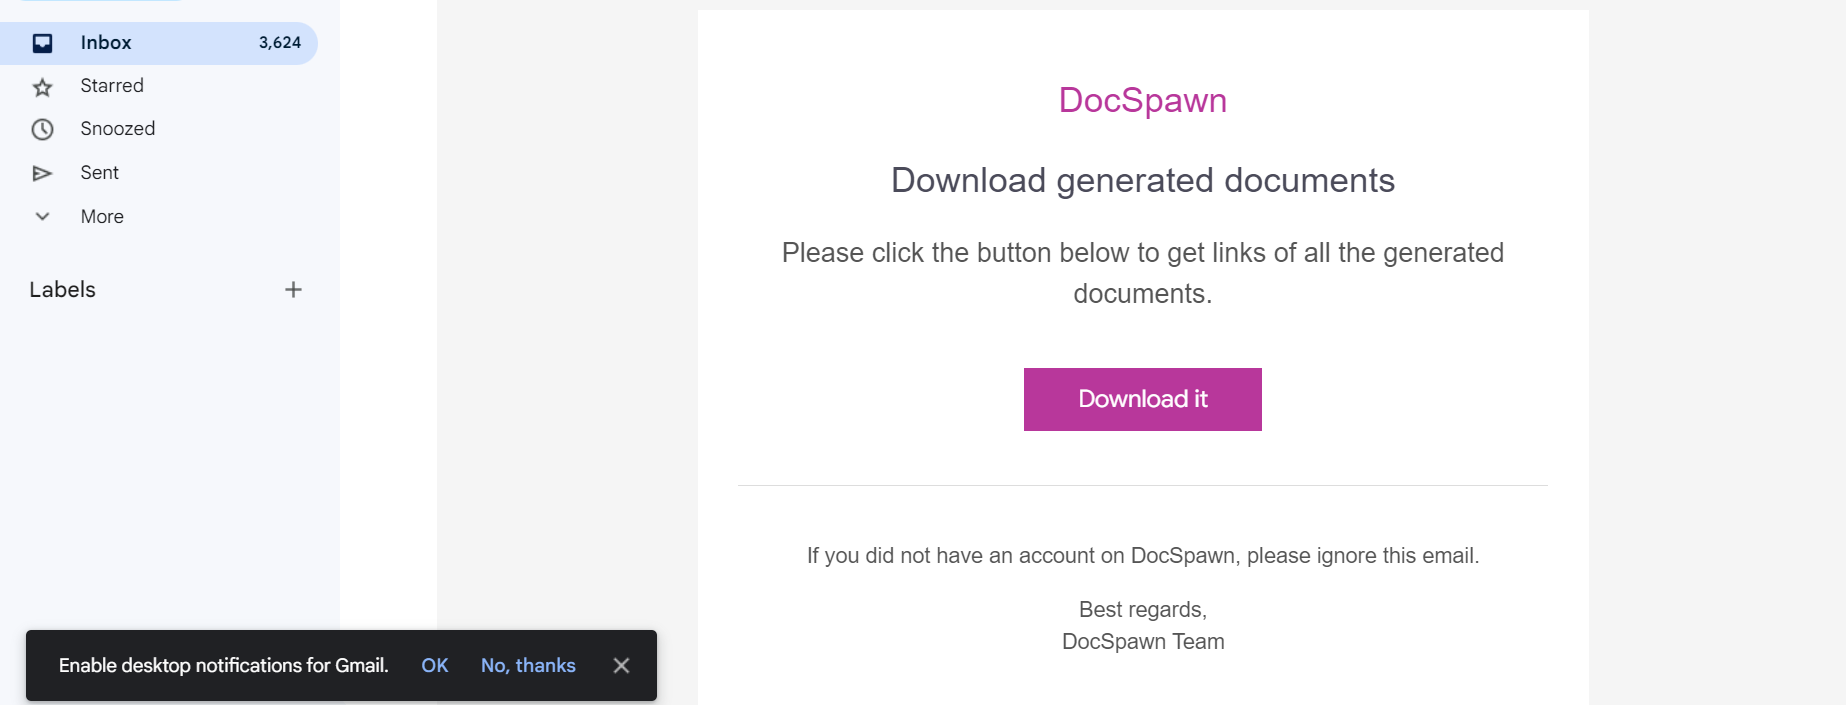 Inbox 3,624
Starred
Snoozed
Sent
More
Labels
DocSpawn
Download generated documents
Please click the button below to get links of all the generated
documents.
Download it
If you did not have an account on DocSpawn, please ignore this email.
Best regards,
DocSpawn Team
Enable desktop notifications for Gmail. OK No, thanks